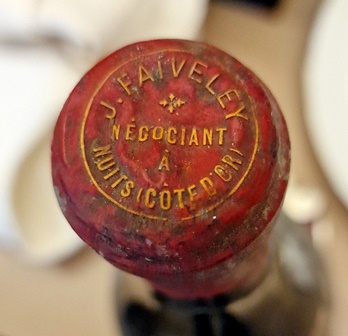 J. FAIVELEY
NÉGOCIANT
À
NUITS (CÔTE D'OR)